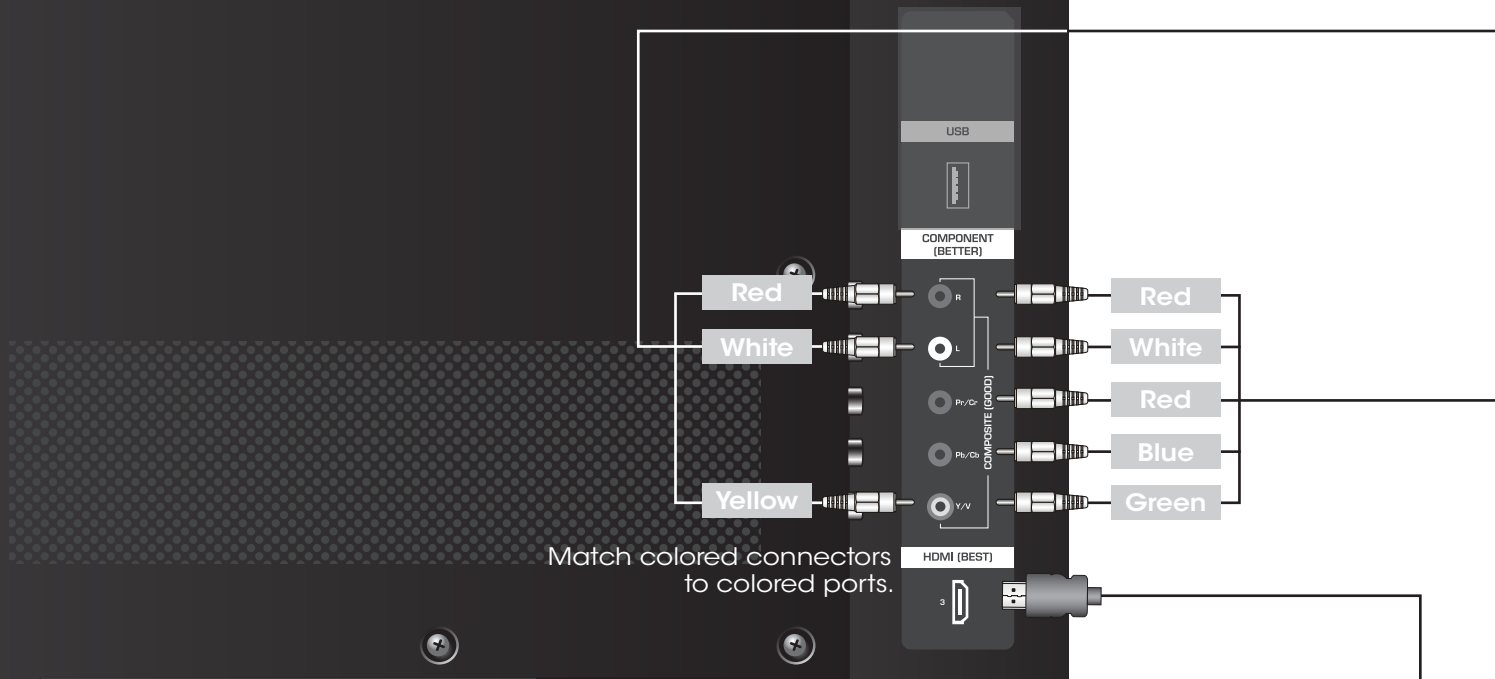 USB
COMPONENT
(BETTER)
Red
R
Red
White
L
White
Pr/Cr
Red
Pb/Cb
Blue
COMPOSITE (GOOD)
Yellow
Y/V
Green
Match colored connectors
to colored ports.
HDMI (BEST)
3